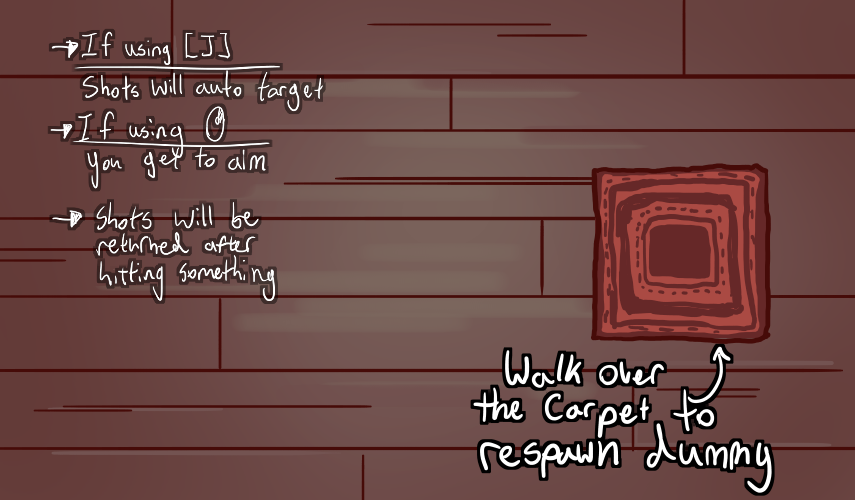 If using [J]
Shots will auto target
If using
you get to aim
Shots will be
returned after
hitting something
Walk over
the Carpet to
respawn dummy